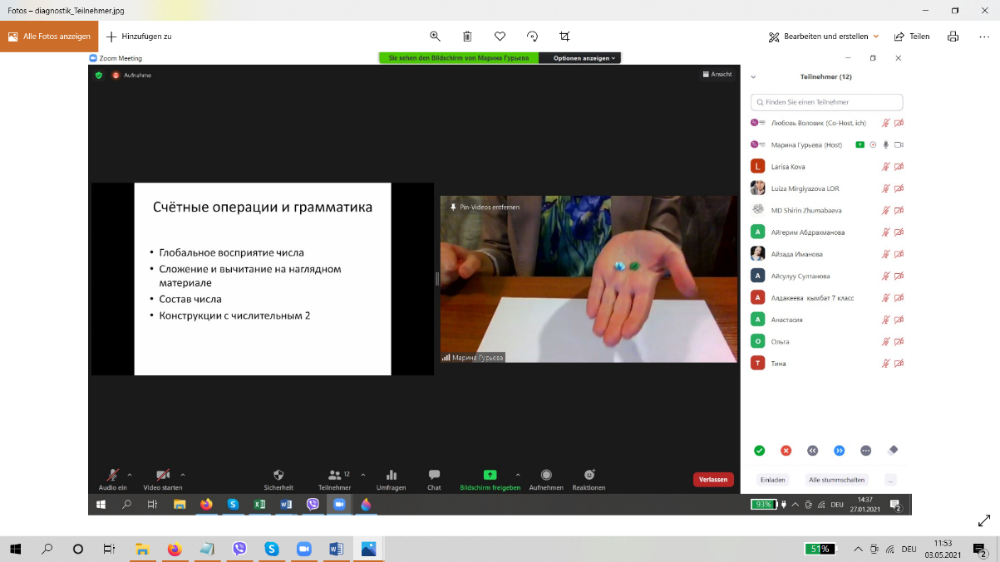 Fotos – diagnostik_Teilnehmer.jpg
Alle Fotos anzeigen
Hinzufügen zu
Bearbeiten und erstellen
Teilen
Zoom Meeting
Sie sehen den Bildschirm von Марина Гурьева
Optionen anzeigen
Aufnahme
Ansicht
Счётные операции и грамматика
• Глобальное восприятие числа
• Сложение и вычитание на наглядном
материале
• Состав числа
• Конструкции с числительным 2
Pin-Videos entfernen
Марина Гурьева
Teilnehmer (12)
Finden Sie einen Teilnehmer
Любовь Воловик (Co-Host, ich)
Марина Гурьева (Host)
L Larisa Kova
Luiza Mirgiyazova LOR
MD Shirin Zhumabaeva
А Айгерим Абдрахманова
Айзада Иманова
А Айсулуу Султанова
А Алдакеева кымбат 7 класс
А Анастасия
О Ольга
Т Тина
Einladen
Alle stummschalten
...
Audio ein
Video starten
Sicherheit
12
Teilnehmer
Umfragen
Chat
Bildschirm freigeben
Aufnehmen
Reaktionen
Verlassen
93%
DEU
14:37
27.01.2021
2
51%
DEU
11:53
03.05.2021
2